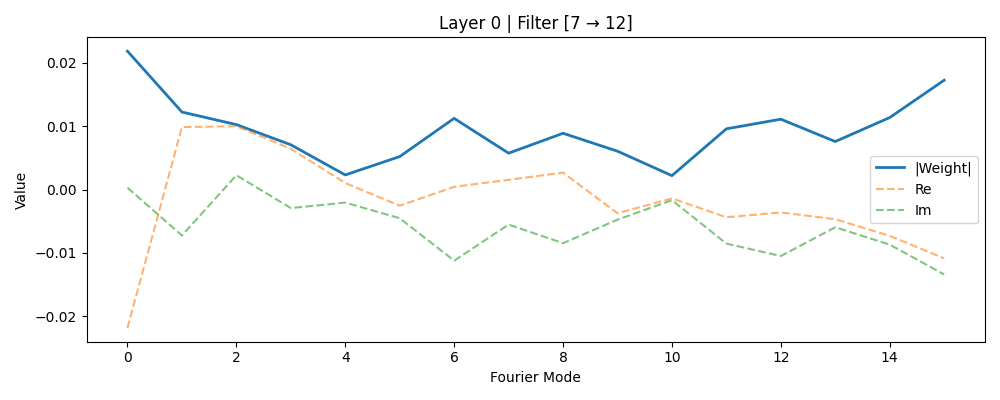 Layer 0 | Filter [7 → 12]
Value
0.02
0.01
0.00
−0.01
−0.02
|Weight|
Re
Im
0 2 4 6 8 10 12 14
Fourier Mode